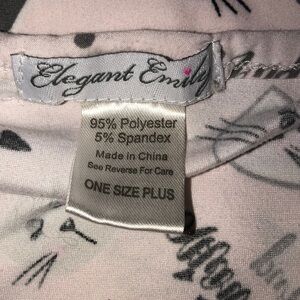 Elegant Emily
95% Polyester
5% Spandex
Made in China
See Reverse For Care
ONE SIZE PLUS